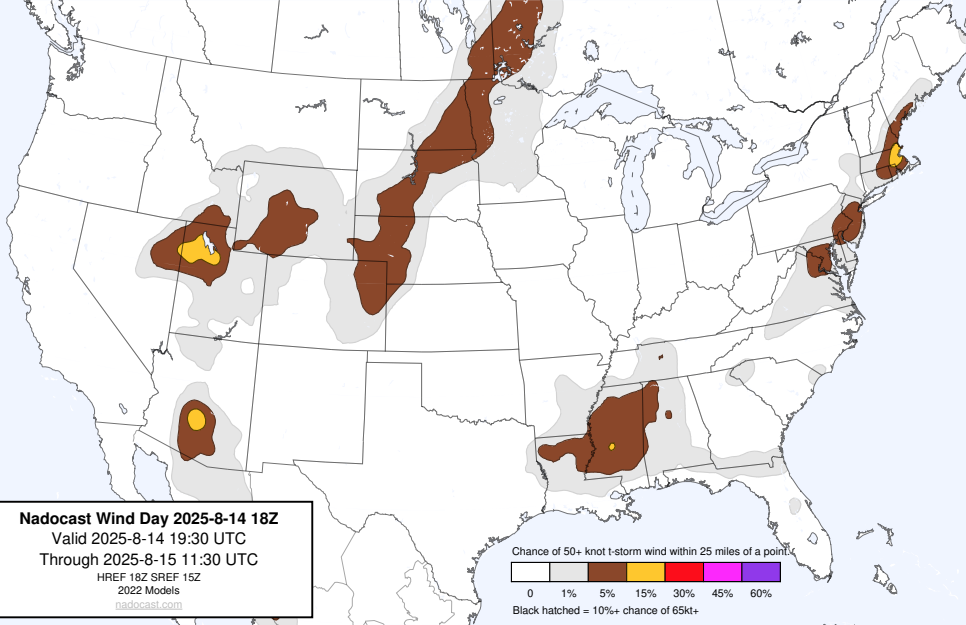 Nadocast Wind Day 2025-8-14 18Z
Valid 2025-8-14 19:30 UTC
Through 2025-8-15 11:30 UTC
HREF 18Z SREF 15Z
2022 Models
nadocast.com
Chance of 50+ knot t-storm wind within 25 miles of a point.
0 1% 5% 15% 30% 45% 60%
Black hatched = 10%+ chance of 65kt+